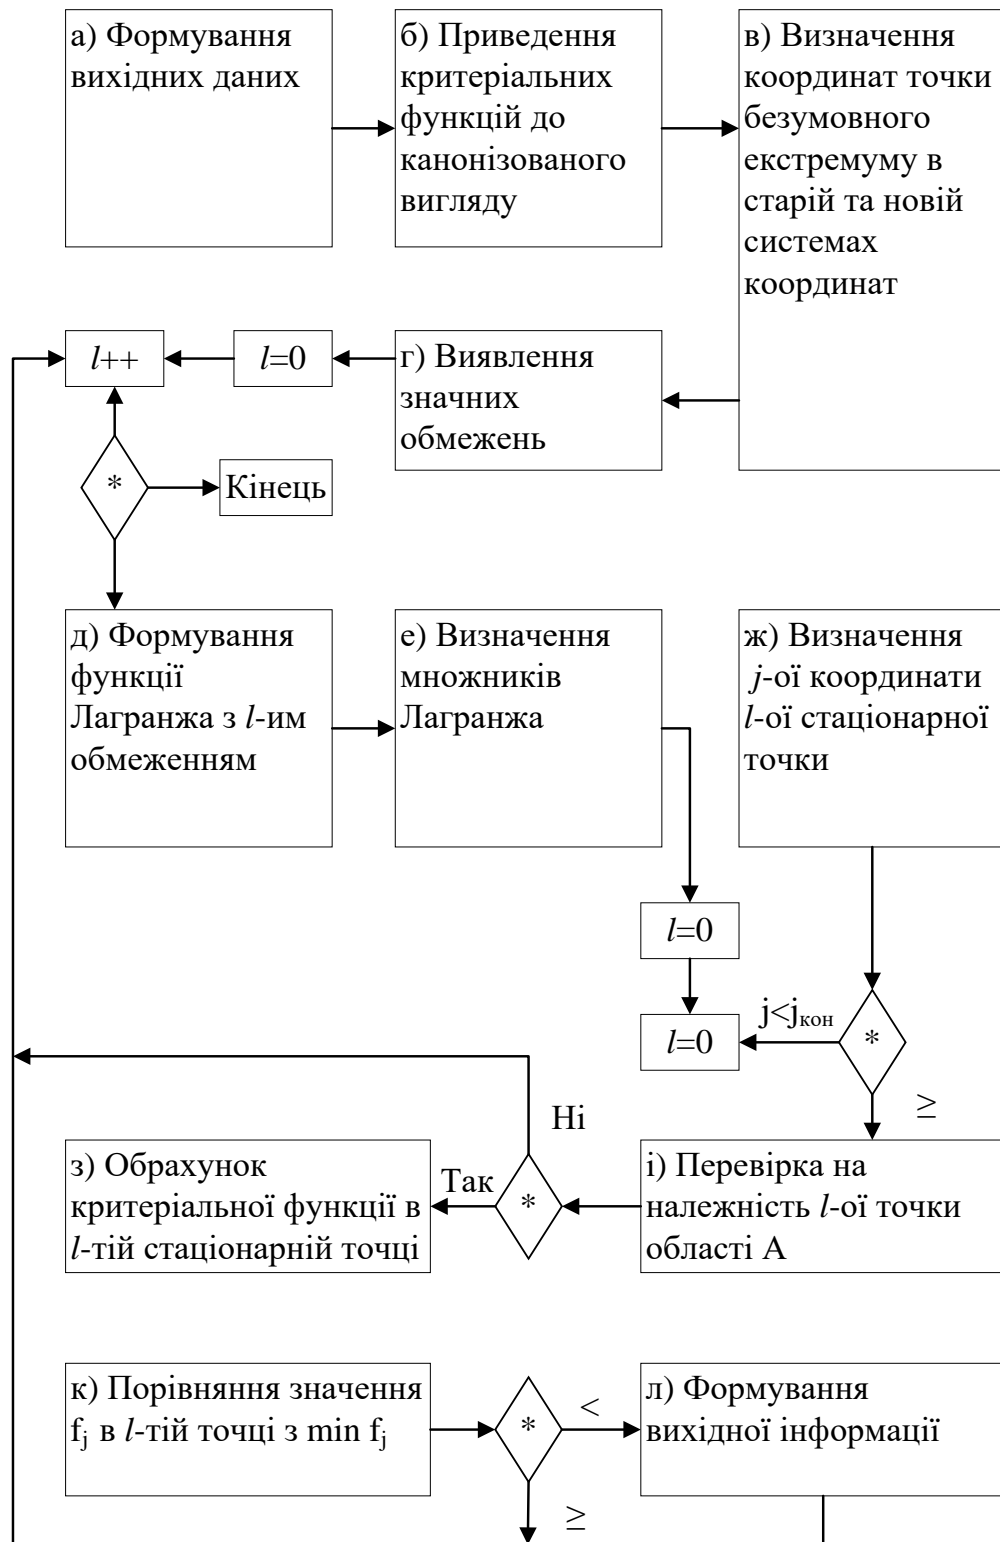 а) Формування
вихідних даних
б) Приведення
критеріальних
функцій до
канонізованого
вигляду
в) Визначення
координат точки
безумовного
екстремуму в
старій та новій
системах
координат
l++
l=0
г) Виявлення
значних
обмежень
*
Кінець
д) Формування
функції
Лагранжа з l-им
обмеженням
е) Визначення
множників
Лагранжа
ж) Визначення
j-ої координати
l-ої стаціонарної
точки
l=0
l=0
j<jкон
*
≥
Ні
з) Обрахунок
критеріальної функції в
l-тій стаціонарній точці
Так
*
і) Перевірка на
належність l-ої точки
області А
к) Порівняння значення
fj в l-тій точці з min fj
*
<
≥
л) Формування
вихідної інформації